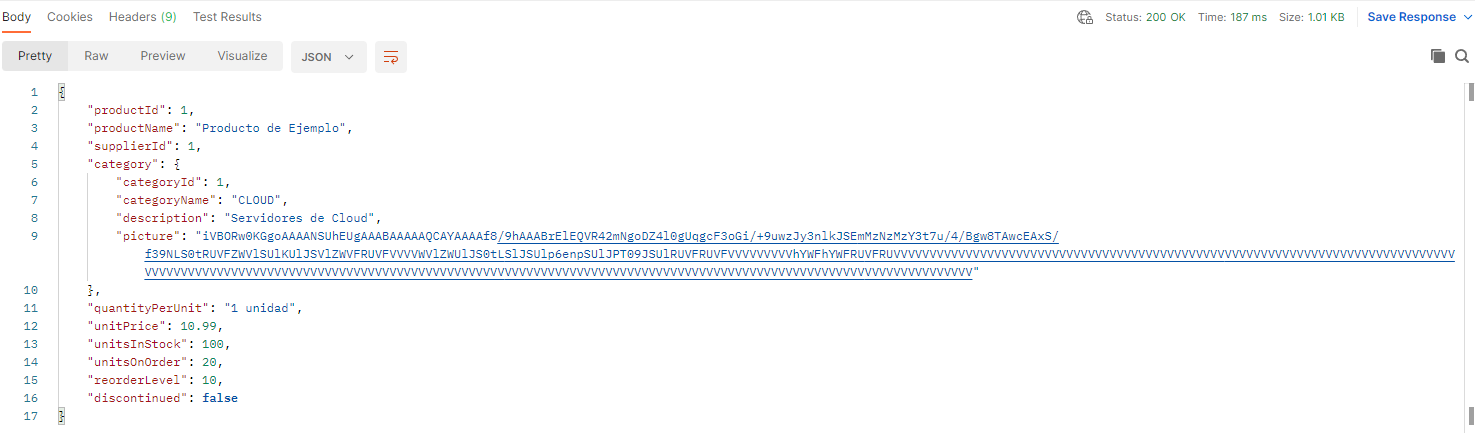 Body Cookies Headers (9) Test Results Status: 200 OK Time: 187 ms Size: 1.01 KB Save Response
Pretty Raw Preview Visualize JSON
1 {
2 "productId": 1,
3 "productName": "Producto de Ejemplo",
4 "supplierId": 1,
5 "category": {
6 "categoryId": 1,
7 "categoryName": "CLOUD",
8 "description": "Servidores de Cloud",
9 "picture": "iVBORw0KGgoAAAANSUhEUgAAABAAAAAQCAYAAAAf8/9hAAABrElEQVR42mNgoDZ4l0gUqgcF3oGi/+9uwzJy3nlkJSEmMzNzMzY3t7u/4/Bgw8TAwcEAxS/
10 },
11 "quantityPerUnit": "1 unidad",
12 "unitPrice": 10.99,
13 "unitsInStock": 100,
14 "unitsOnOrder": 20,
15 "reorderLevel": 10,
16 "discontinued": false
17 }